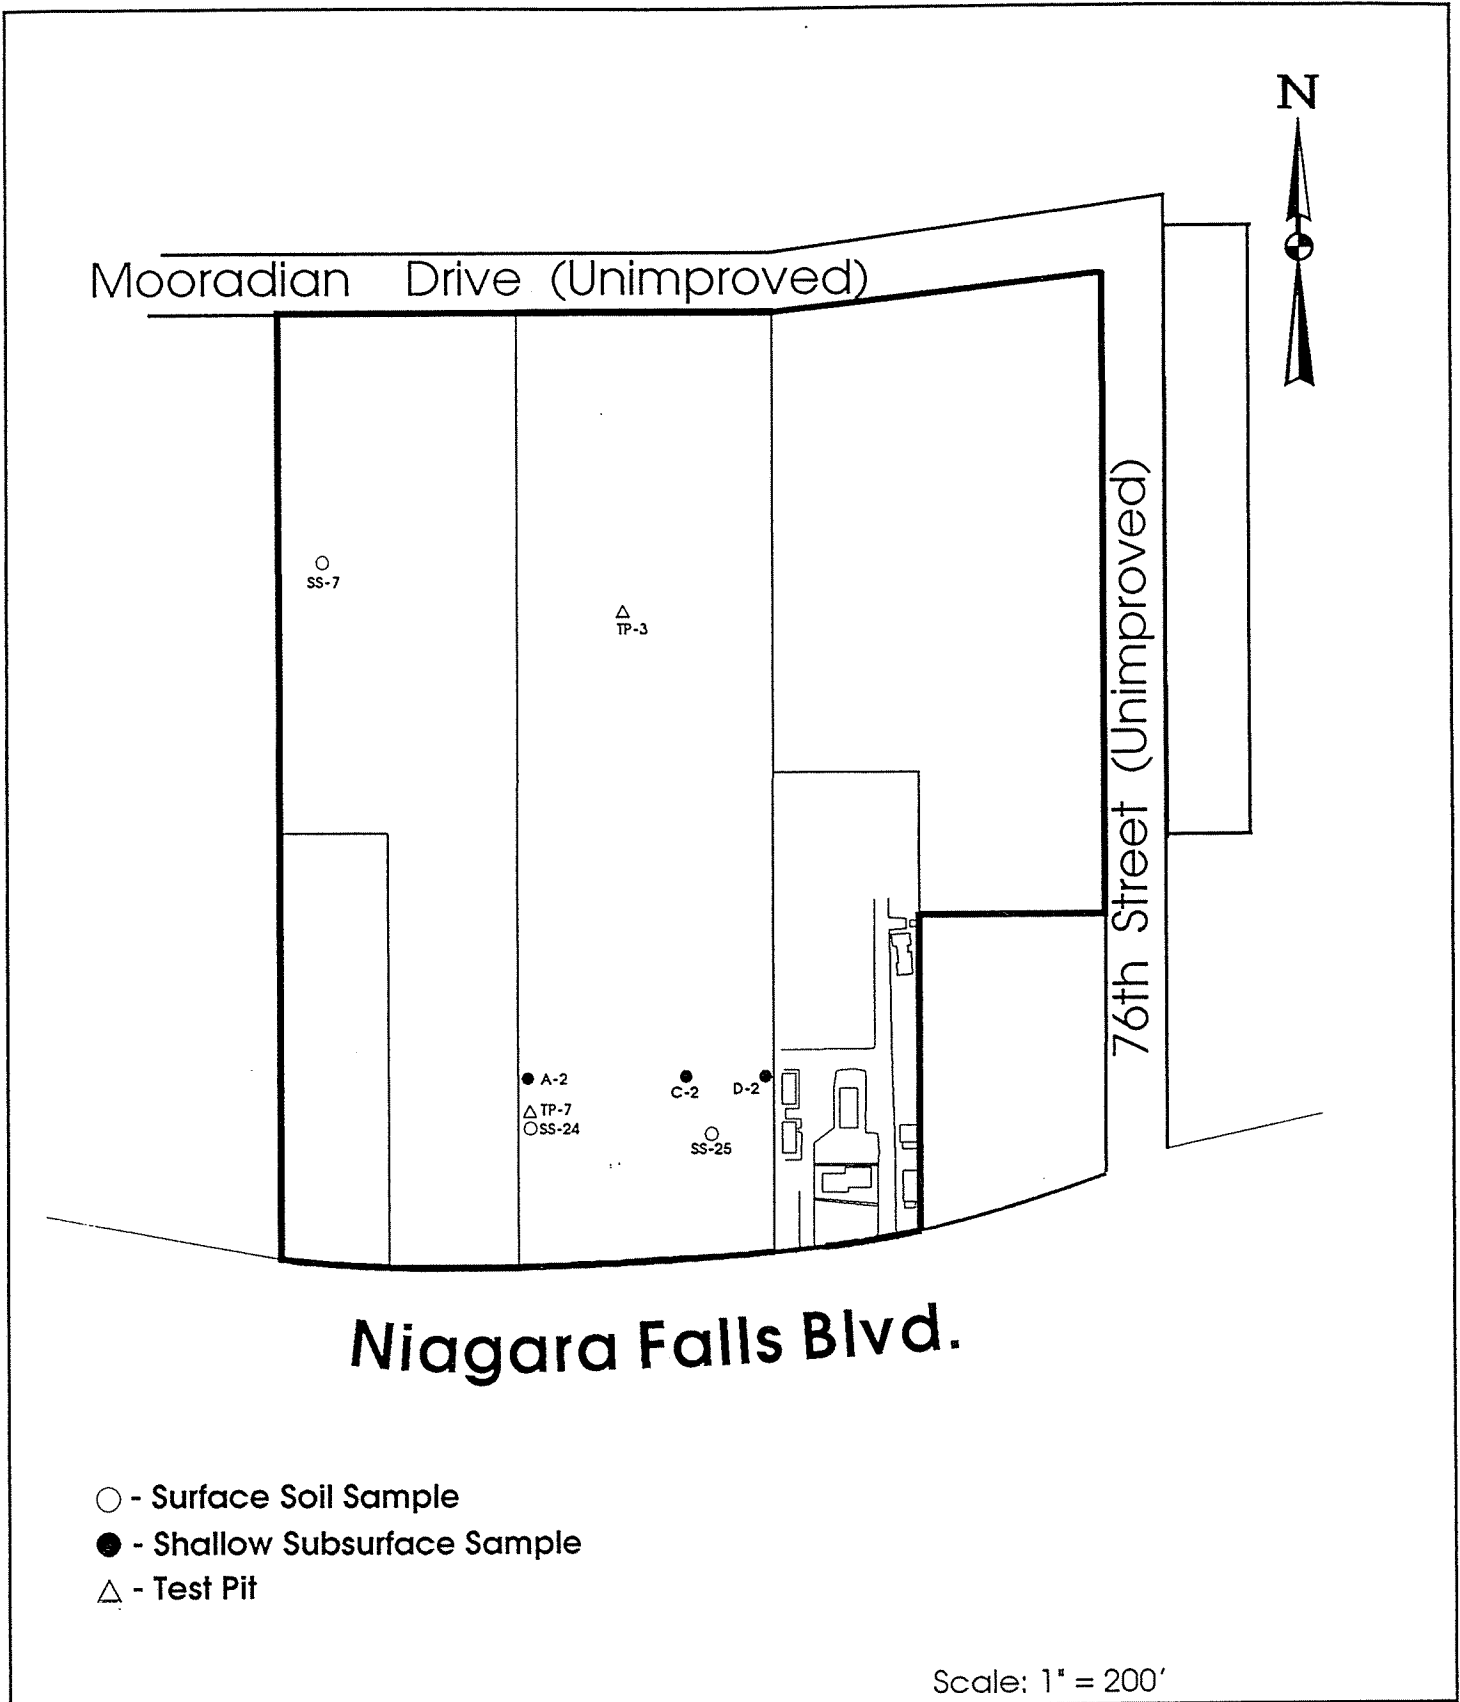 N
Mooradian Drive (Unimproved)
76th Street (Unimproved)
SS-7
TP-3
A-2
C-2
D-2
TP-7
SS-24
SS-25
Niagara Falls Blvd.
- Surface Soil Sample
- Shallow Subsurface Sample
- Test Pit
Scale: 1" = 200'